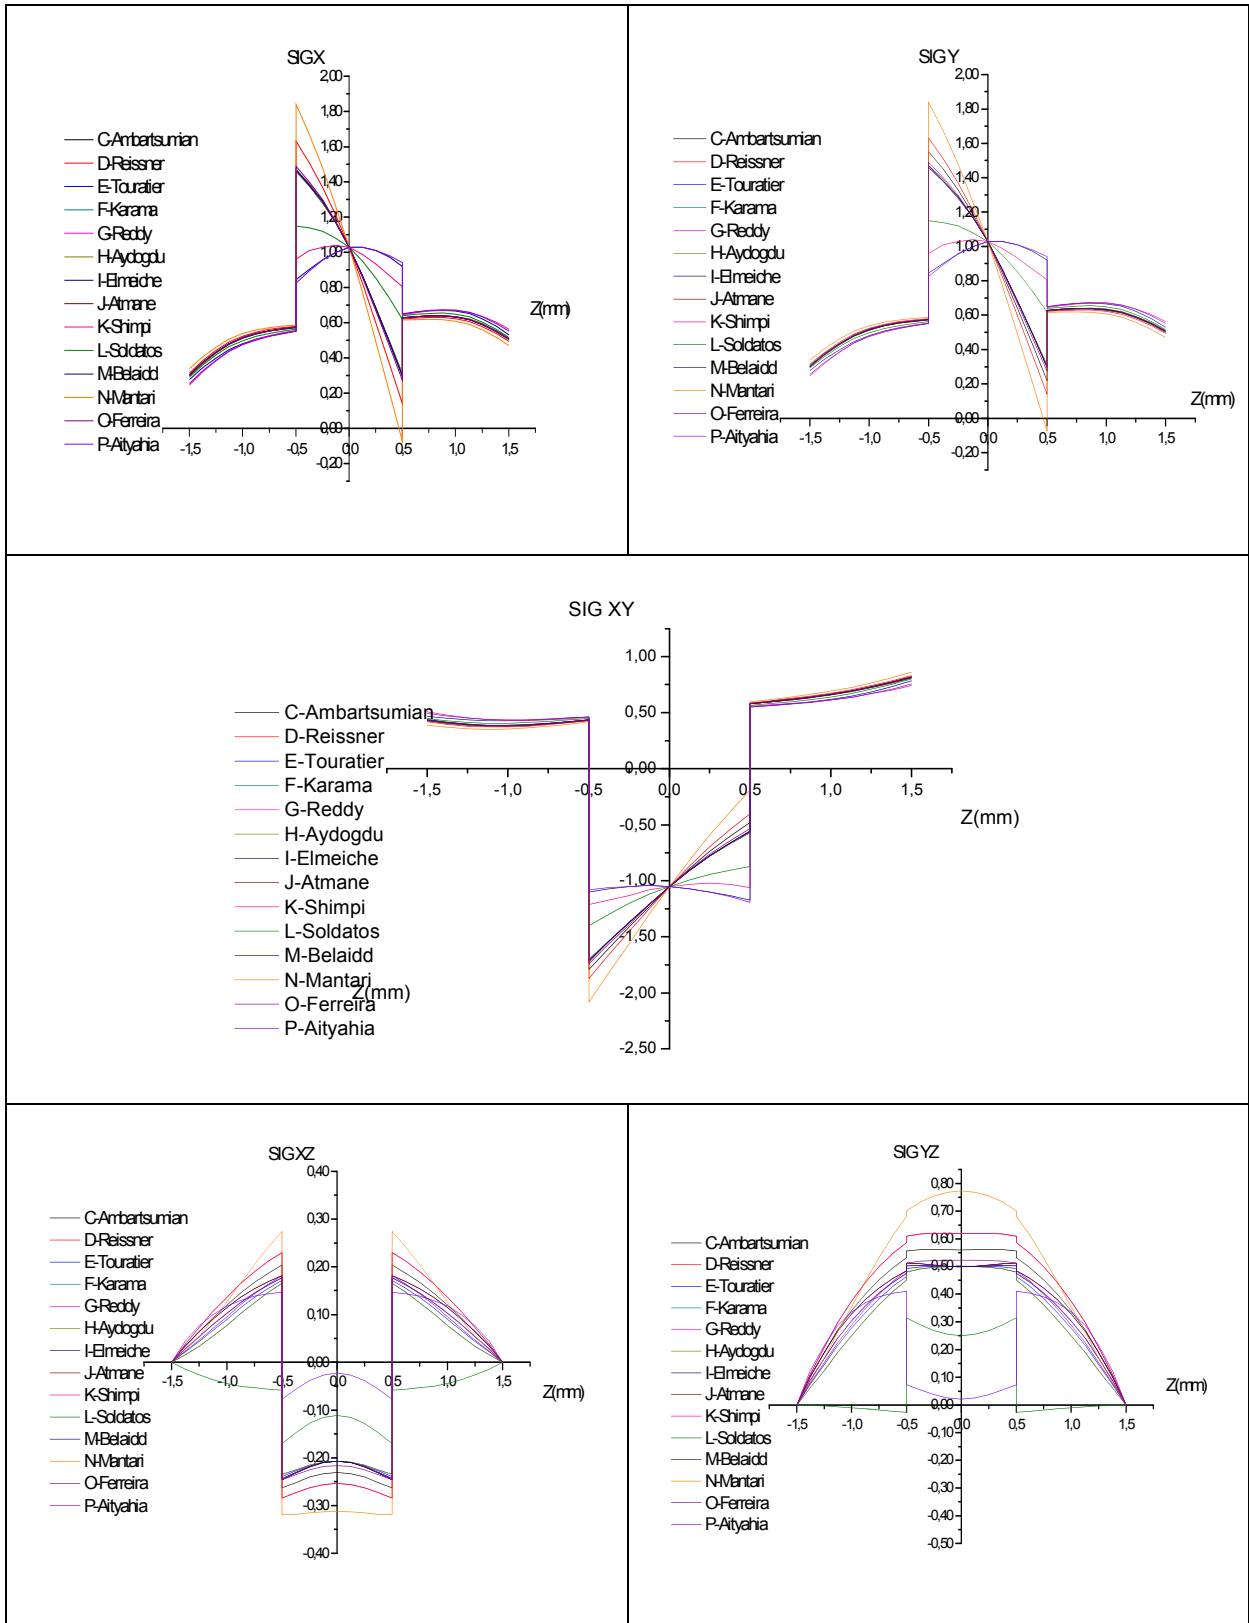 SIGX
2,00
1,80
1,60
1,40
1,20
1,00
0,80
0,60
0,40
0,20
0,00
-0,20
-1,5 -1,0 -0,5 0,0 0,5 1,0 1,5
Z(mm)
C-Ambartsumian
D-Reissner
E-Touratier
F-Karama
G-Reddy
H-Aydogdu
I-Elmeiche
J-Atmane
K-Shimpi
L-Soldatos
M-Belaidd
N-Mantari
O-Ferreira
P-Aityahia
SIGY
2,00
1,80
1,60
1,40
1,20
1,00
0,80
0,60
0,40
0,20
0,00
-0,20
-1,5 -1,0 -0,5 0,0 0,5 1,0 1,5
Z(mm)
C-Ambartsumian
D-Reissner
E-Touratier
F-Karama
G-Reddy
H-Aydogdu
I-Elmeiche
J-Atmane
K-Shimpi
L-Soldatos
M-Belaidd
N-Mantari
O-Ferreira
P-Aityahia
SIG XY
1,00
0,50
0,00
-0,50
-1,00
-1,50
-2,00
-2,50
-1,5 -1,0 -0,5 0,0 0,5 1,0 1,5
Z(mm)
C-Ambartsumian
D-Reissner
E-Touratier
F-Karama
G-Reddy
H-Aydogdu
I-Elmeiche
J-Atmane
K-Shimpi
L-Soldatos
M-Belaidd
N-Mantari
Z(mm)
O-Ferreira
P-Aityahia
SIGXZ
0,40
0,30
0,20
0,10
0,00
-0,10
-0,20
-0,30
-0,40
-1,5 -1,0 -0,5 0,0 0,5 1,0 1,5
Z(mm)
C-Ambartsumian
D-Reissner
E-Touratier
F-Karama
G-Reddy
H-Aydogdu
I-Elmeiche
J-Atmane
K-Shimpi
L-Soldatos
M-Belaidd
N-Mantari
O-Ferreira
P-Aityahia
SIGYZ
0,80
0,70
0,60
0,50
0,40
0,30
0,20
0,10
0,00
-0,10
-0,20
-0,30
-0,40
-0,50
-1,5 -1,0 -0,5 0,0 0,5 1,0 1,5
Z(mm)
C-Ambartsumian
D-Reissner
E-Touratier
F-Karama
G-Reddy
H-Aydogdu
I-Elmeiche
J-Atmane
K-Shimpi
L-Soldatos
M-Belaidd
N-Mantari
O-Ferreira
P-Aityahia